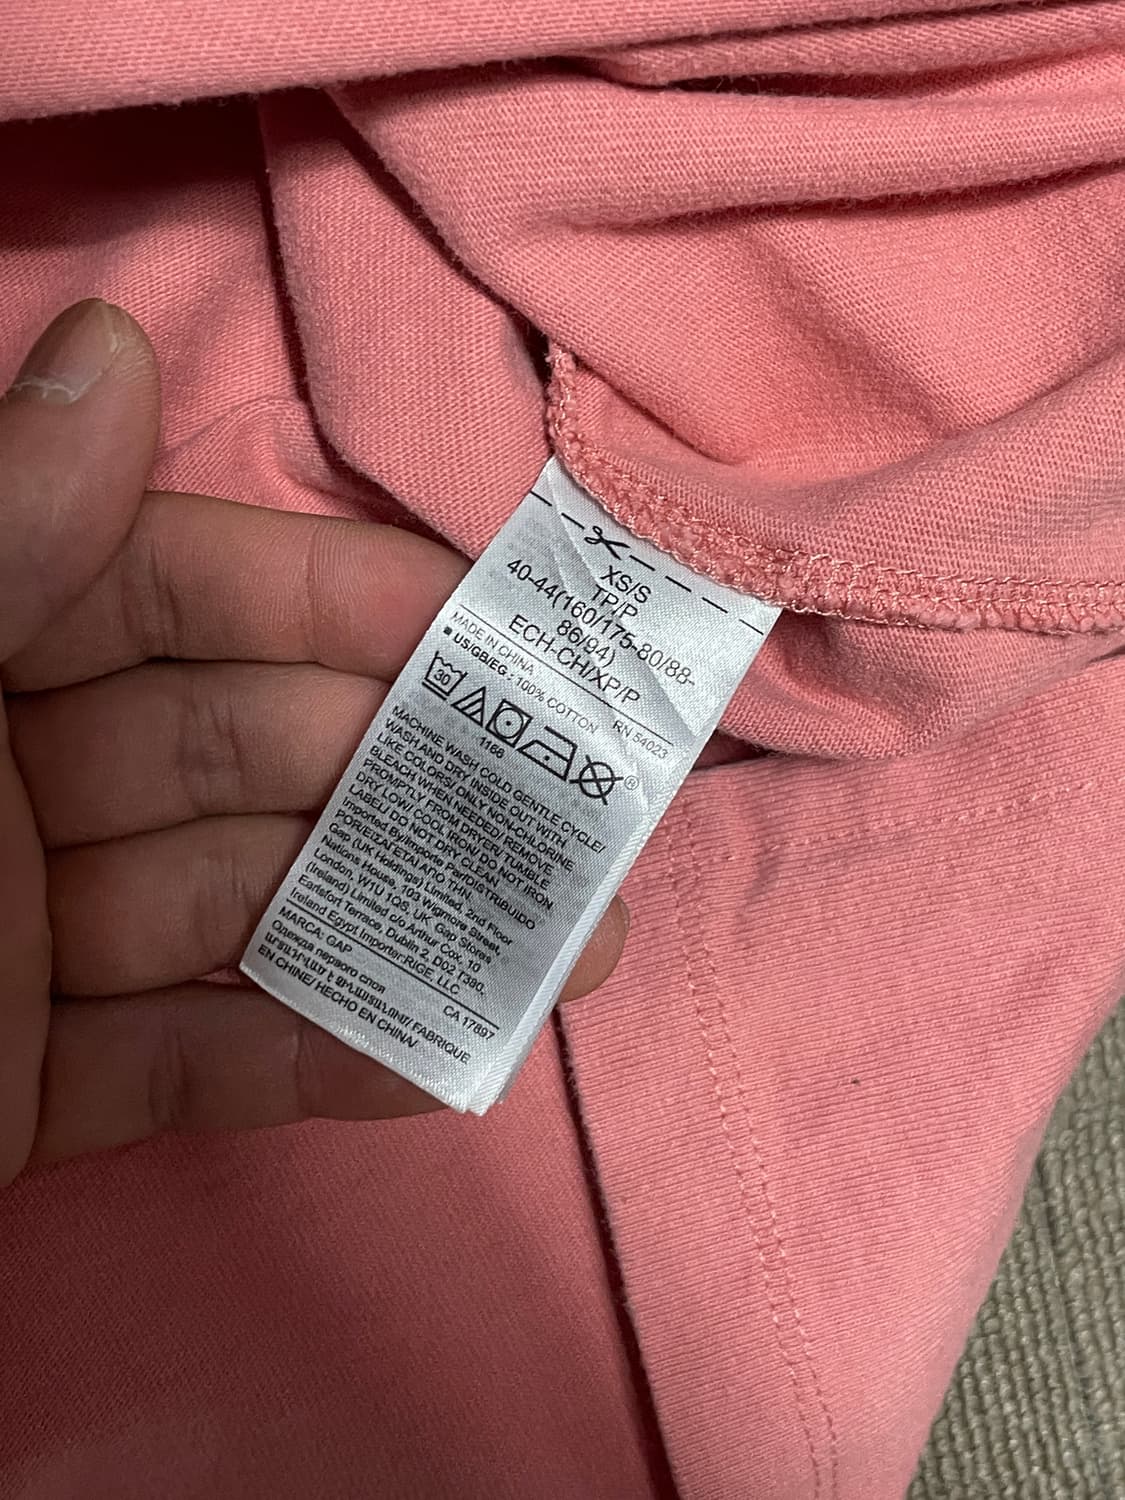 XS/S
TP/P
40-44(160/175-80/88-
86/94)
ECH-CH/XP/P
MADE IN CHINA RN 54023
■ US/GB/EG : 100% COTTON
30
®
1166
MACHINE WASH COLD GENTLE CYCLE/
WASH AND DRY INSIDE OUT WITH
LIKE COLORS/ ONLY NON-CHLORINE
BLEACH WHEN NEEDED/ REMOVE
PROMPTLY FROM DRYER/ TUMBLE
DRY LOW/ COOL IRON/ DO NOT IRON
LABEL/ DO NOT DRY CLEAN
Imported By/Importe Par/DISTRIBUIDO
POR/ΕΙΣΑΓΕΤΑΙ ΑΠΟ ΤΗΝ
Gap (UK Holdings) Limited, 2nd Floor
Nations House, 103 Wigmore Street,
London, W1U 1QS, UK. Gap Stores
(Ireland) Limited c/o Arthur Cox, 10
Earlsfort Terrace, Dublin 2, D02 T380,
Ireland Egypt Importer:RIGE, LLC
MARCA: GAP CA 17897
Одежда первого слоя
FABRIQUE
EN CHINE/ HECHO EN CHINA/